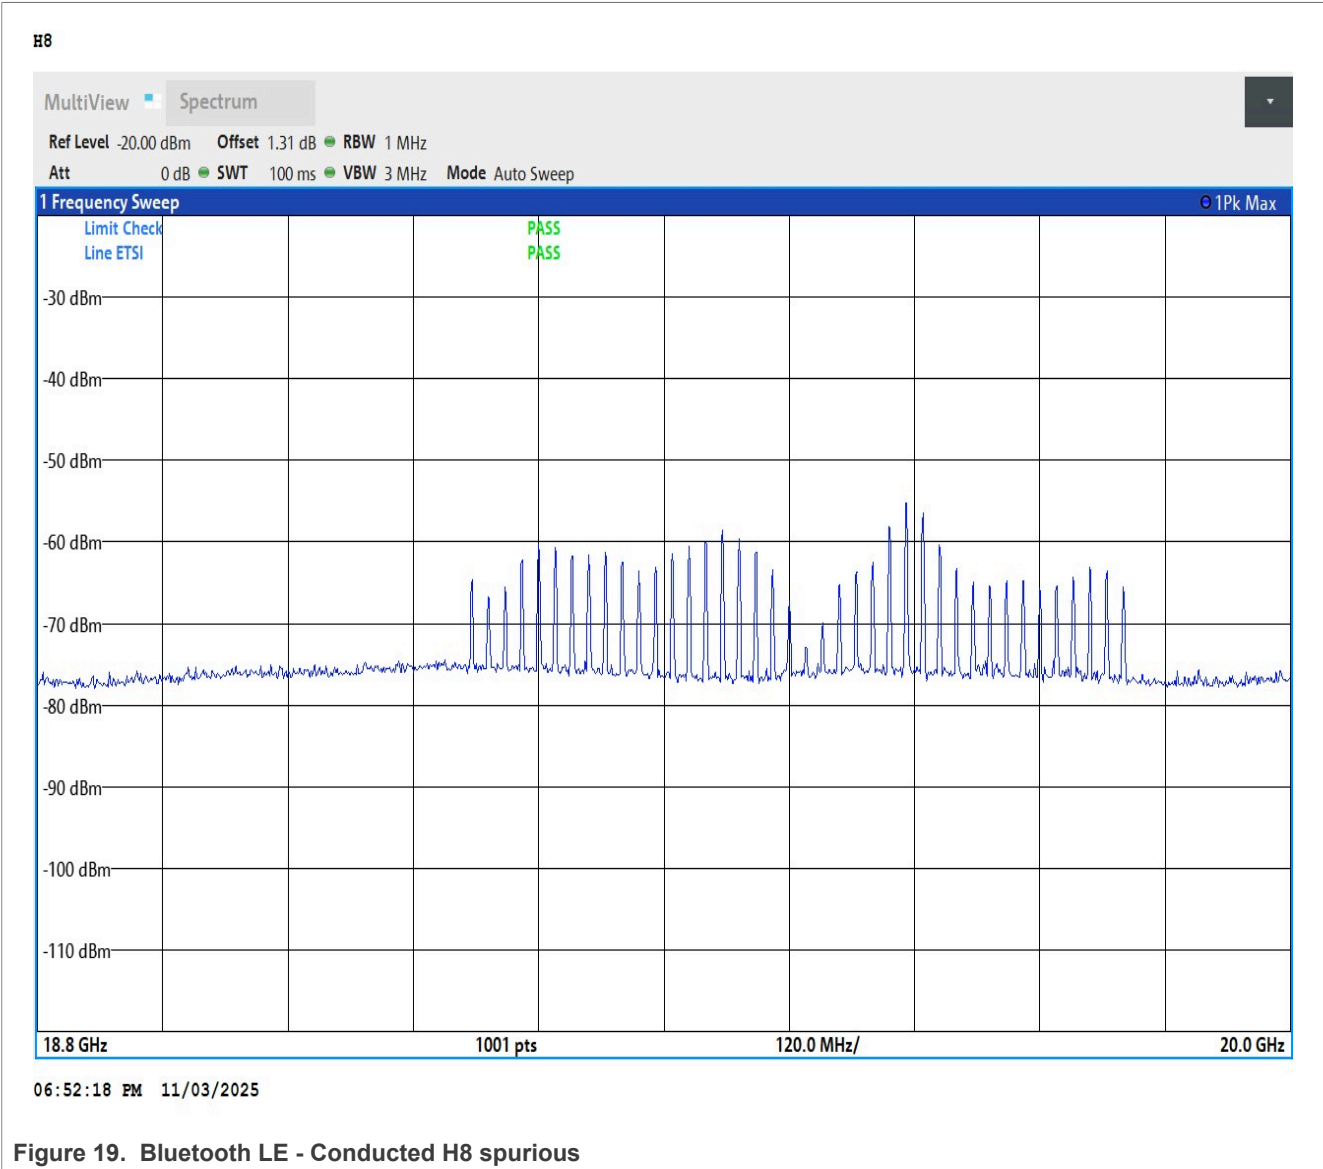 H8
MultiView Spectrum
Ref Level -20.00 dBm Offset 1.31 dB RBW 1 MHz
Att 0 dB SWT 100 ms VBW 3 MHz Mode Auto Sweep
1 Frequency Sweep 1Pk Max
Limit Check PASS
Line ETSI PASS
-30 dBm
-40 dBm
-50 dBm
-60 dBm
-70 dBm
-80 dBm
-90 dBm
-100 dBm
-110 dBm
18.8 GHz 1001 pts 120.0 MHz/ 20.0 GHz
06:52:18 PM 11/03/2025
Figure 19. Bluetooth LE - Conducted H8 spurious